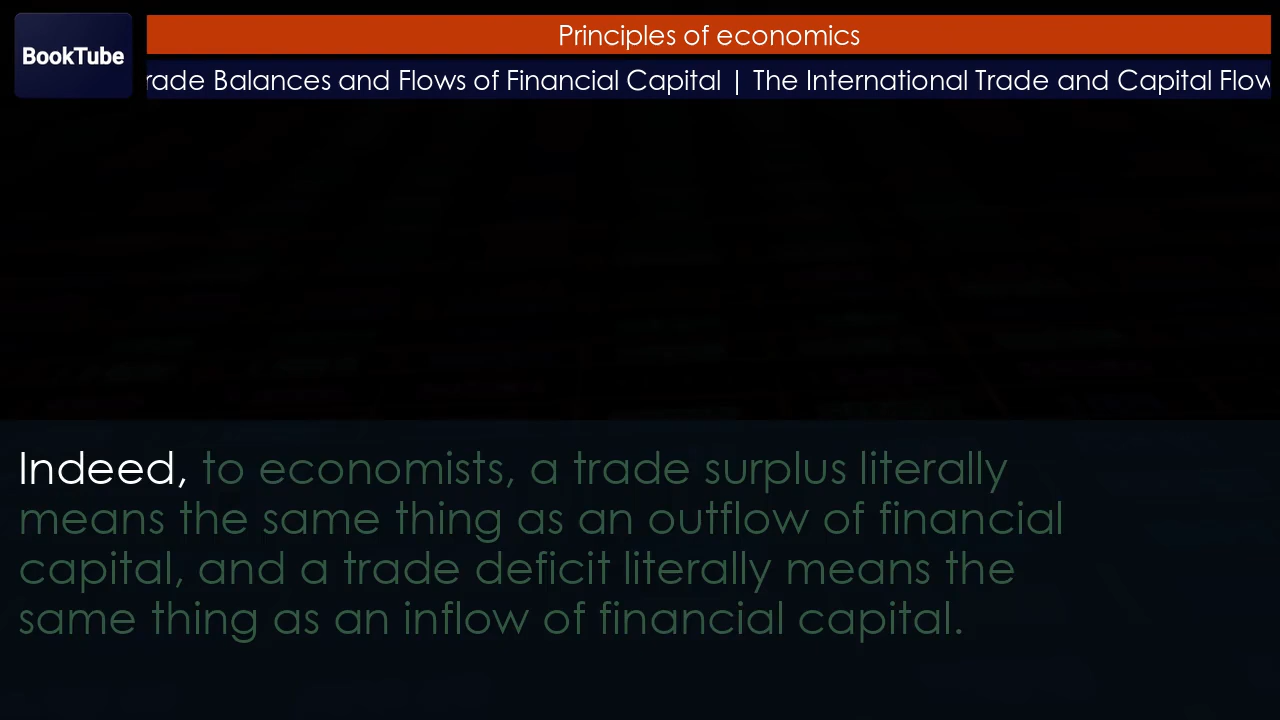 BookTube
Principles of economics
rade Balances and Flows of Financial Capital | The International Trade and Capital Flow
Indeed, to economists, a trade surplus literally
means the same thing as an outflow of financial
capital, and a trade deficit literally means the
same thing as an inflow of financial capital.